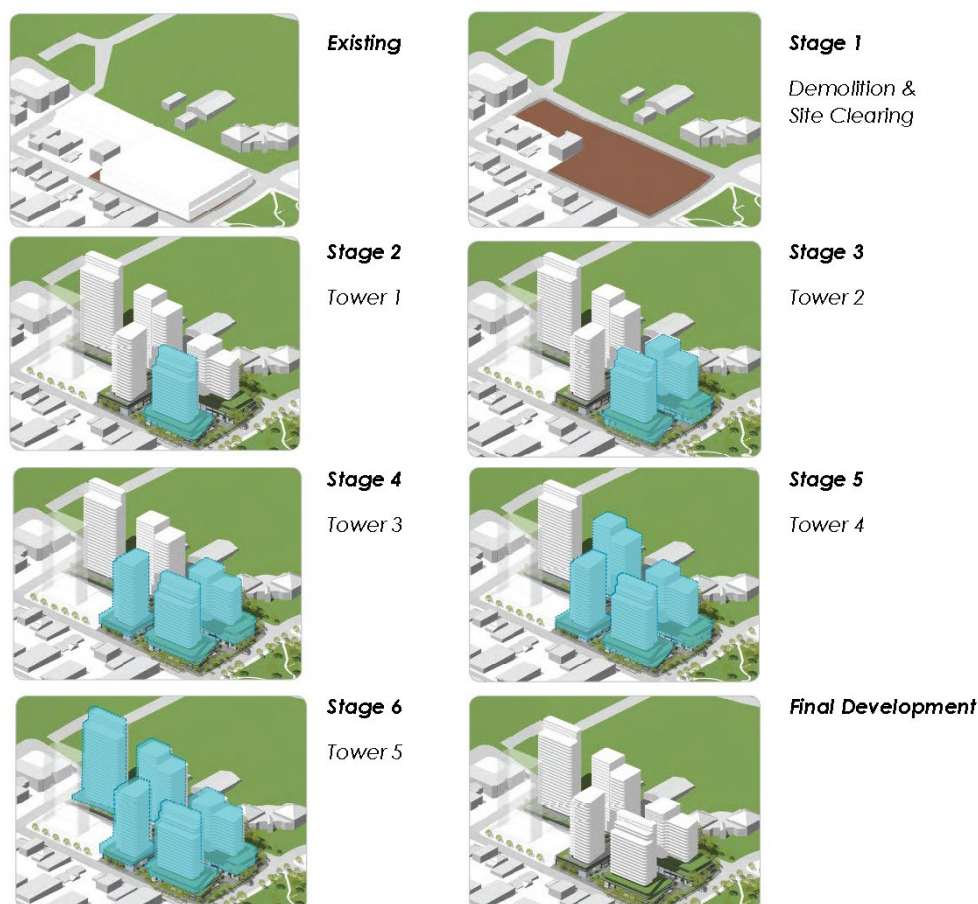 Existing
Stage 1
Demolition &
Site Clearing
Stage 2
Tower 1
Stage 3
Tower 2
Stage 4
Tower 3
Stage 5
Tower 4
Stage 6
Tower 5
Final Development